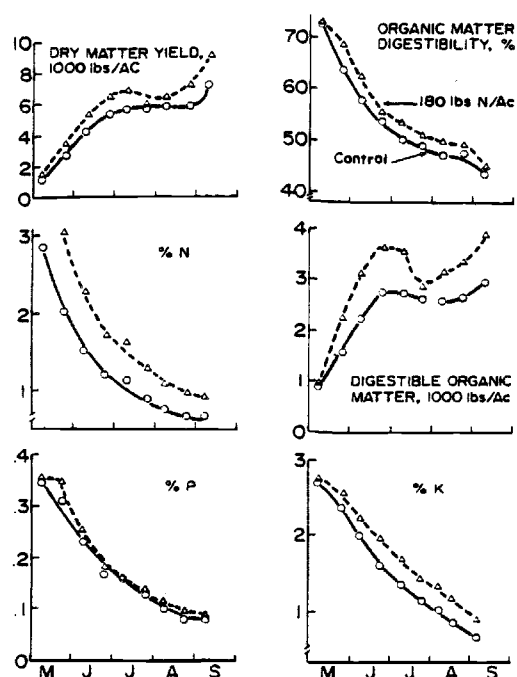 DRY MATTER YIELD,
1000 lbs/AC
10
8
6
4
2
0
ORGANIC MATTER
DIGESTIBILITY, %
70
60
50
40
180 lbs N/Ac
Control
% N
3
2
1
4
3
2
1
0
DIGESTIBLE ORGANIC
MATTER, 1000 lbs/Ac
% P
.4
.3
.2
.1
0
M J J A S
% K
3
2
1
M J J A S